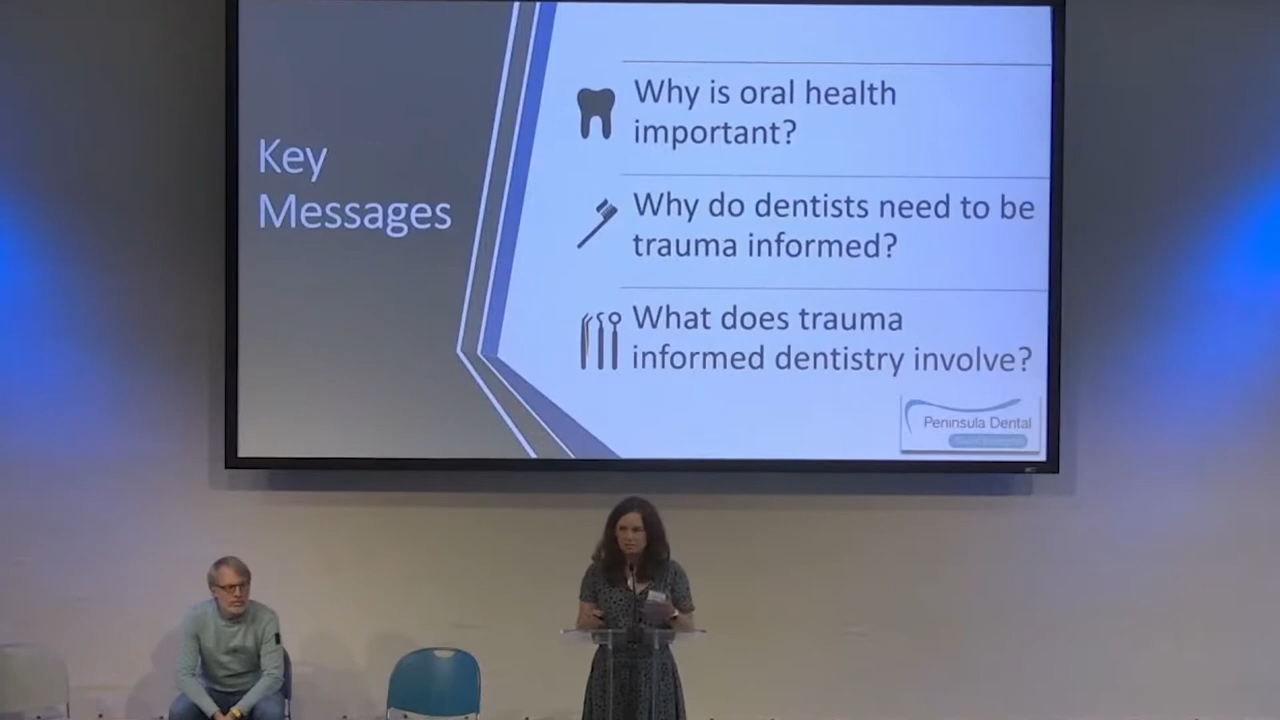 Key
Messages
Why is oral health
important?
Why do dentists need to be
trauma informed?
What does trauma
informed dentistry involve?
Peninsula Dental